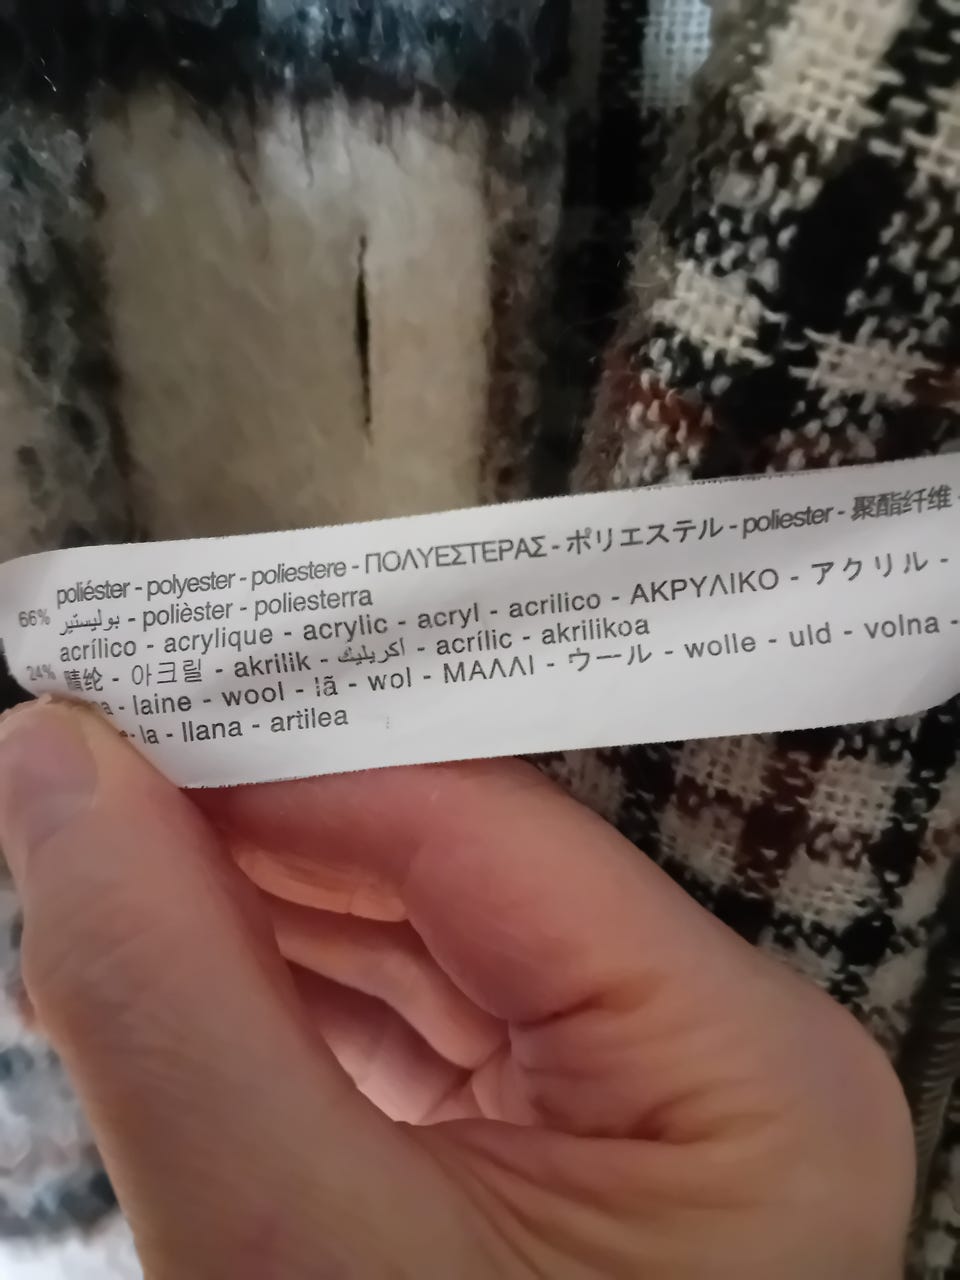 66% poliéster - polyester - poliestere - ΠΟΛΥΕΣΤΕΡΑΣ - ポリエステル - poliester - 聚酯纤维 -
بوليستير - polièster - poliesterra
24% acrílico - acrylique - acrylic - acryl - acrilico - ΑΚΡΥΛΙΚΟ - アクリル -
腈纶 - 아크릴 - akrilik - اكريليك - acrílic - akrilikoa
- laine - wool - lã - wol - ΜΑΛΛΙ - ウール - wolle - uld - volna -
la - llana - artilea